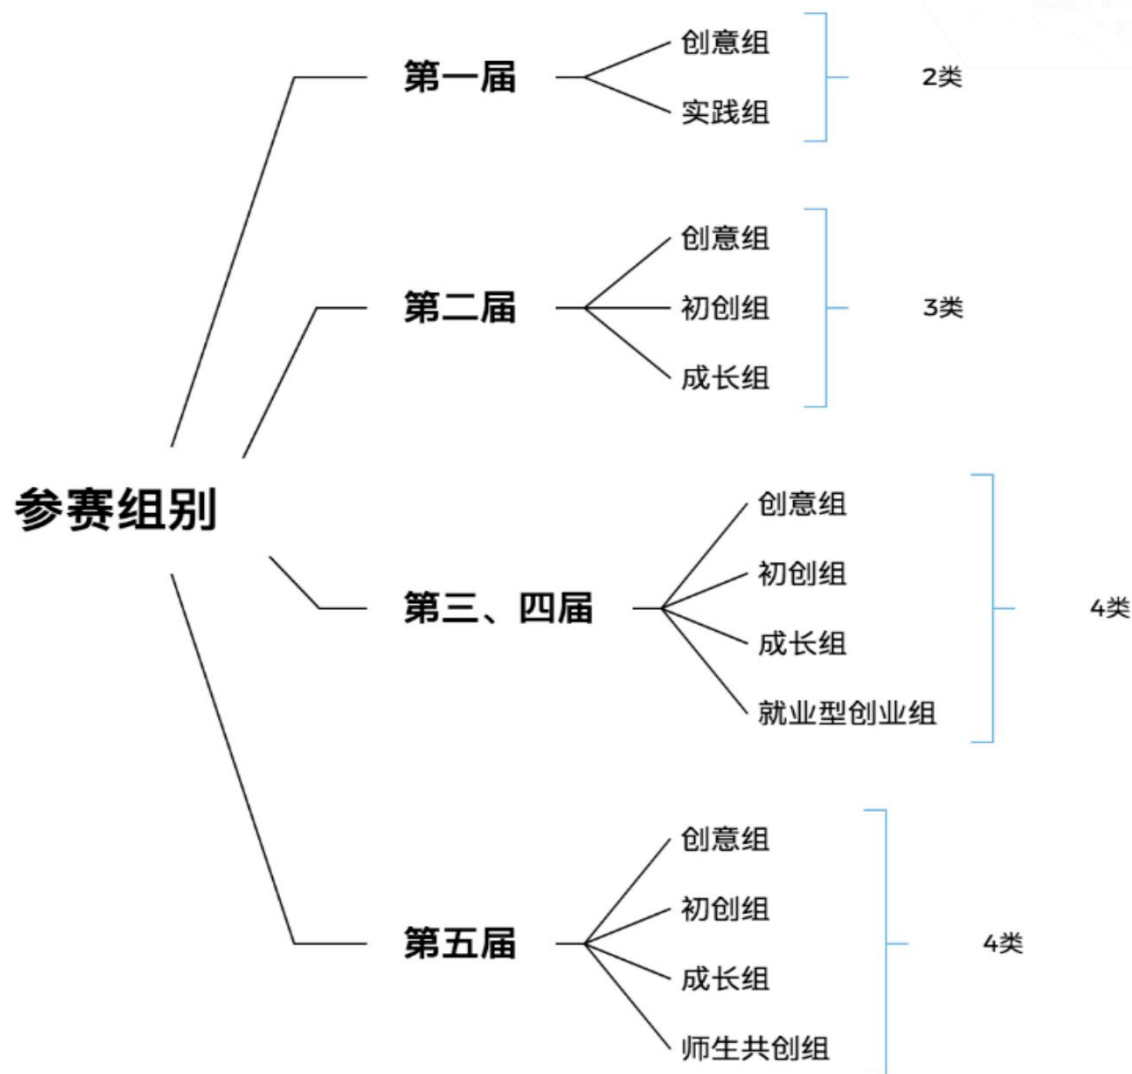 参赛组别
第一届
创意组
实践组
2类
第二届
创意组
初创组
成长组
3类
第三、四届
创意组
初创组
成长组
就业型创业组
4类
第五届
创意组
初创组
成长组
师生共创组
4类